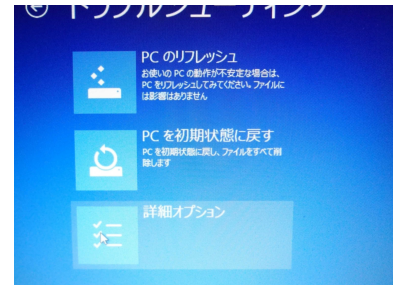 トラブルシューティング
PC のリフレッシュ
お使いの PC の動作が不安定な場合は、
PC をリフレッシュしてみてください。ファイルに
は影響はありません
PC を初期状態に戻す
PC を初期状態に戻し、ファイルをすべて削
除します
詳細オプション